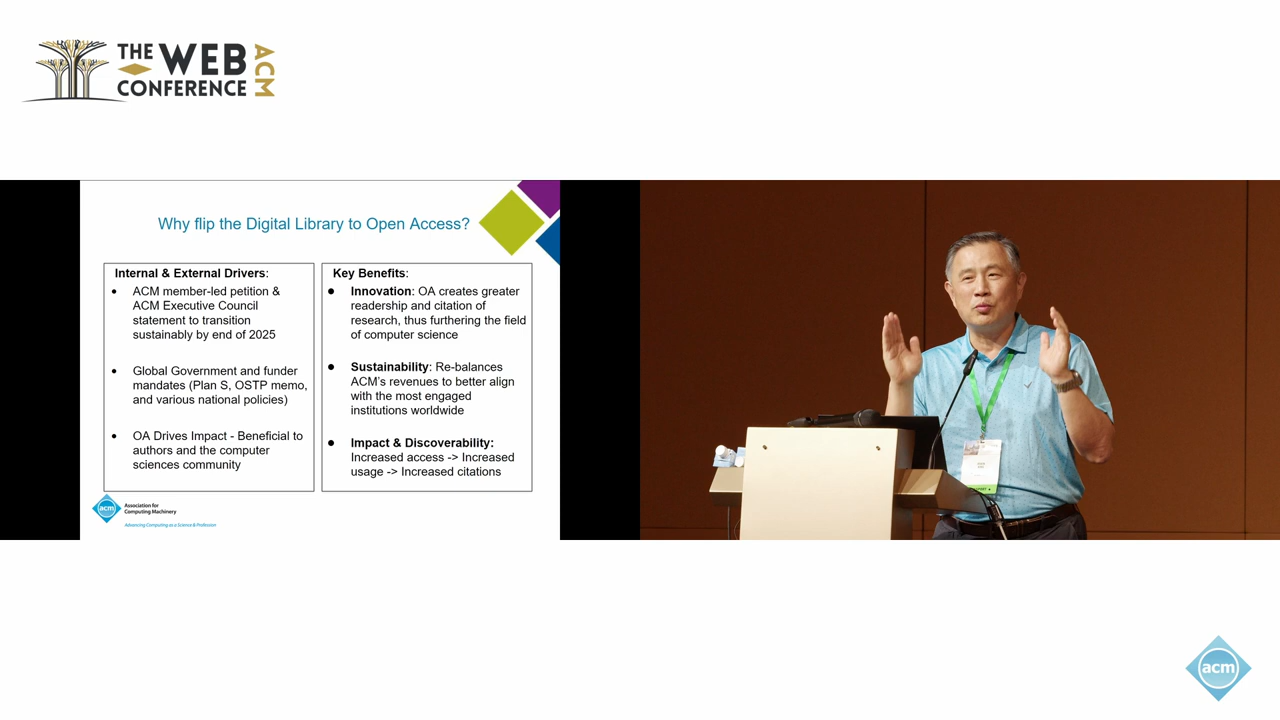 THE WEB
CONFERENCE
ACM
Why flip the Digital Library to Open Access?
Internal & External Drivers:
• ACM member-led petition &
ACM Executive Council
statement to transition
sustainably by end of 2025
• Global Government and funder
mandates (Plan S, OSTP memo,
and various national policies)
• OA Drives Impact - Beneficial to
authors and the computer
sciences community
Key Benefits:
● Innovation: OA creates greater
readership and citation of
research, thus furthering the field
of computer science
● Sustainability: Re-balances
ACM's revenues to better align
with the most engaged
institutions worldwide
● Impact & Discoverability:
Increased access -> Increased
usage -> Increased citations
acm
Association for
Computing Machinery
Advancing Computing as a Science & Profession
acm